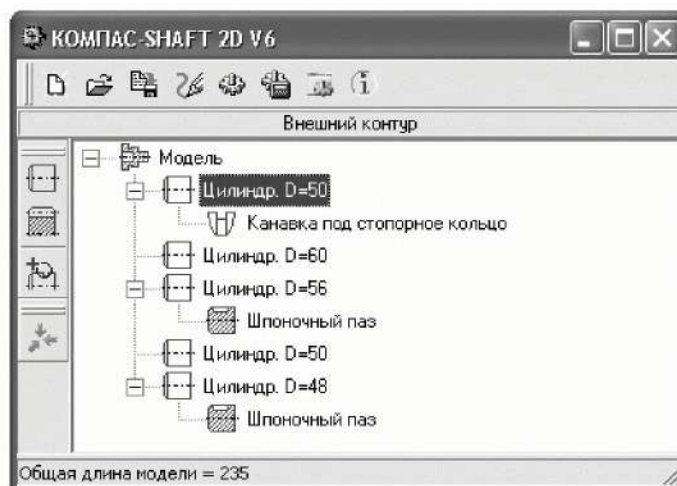 КОМПАС-SHAFT 2D V6
Внешний контур
Модель
Цилиндр. D=50
Канавка под стопорное кольцо
Цилиндр. D=60
Цилиндр. D=56
Шпоночный паз
Цилиндр. D=50
Цилиндр. D=48
Шпоночный паз
Общая длина модели = 235